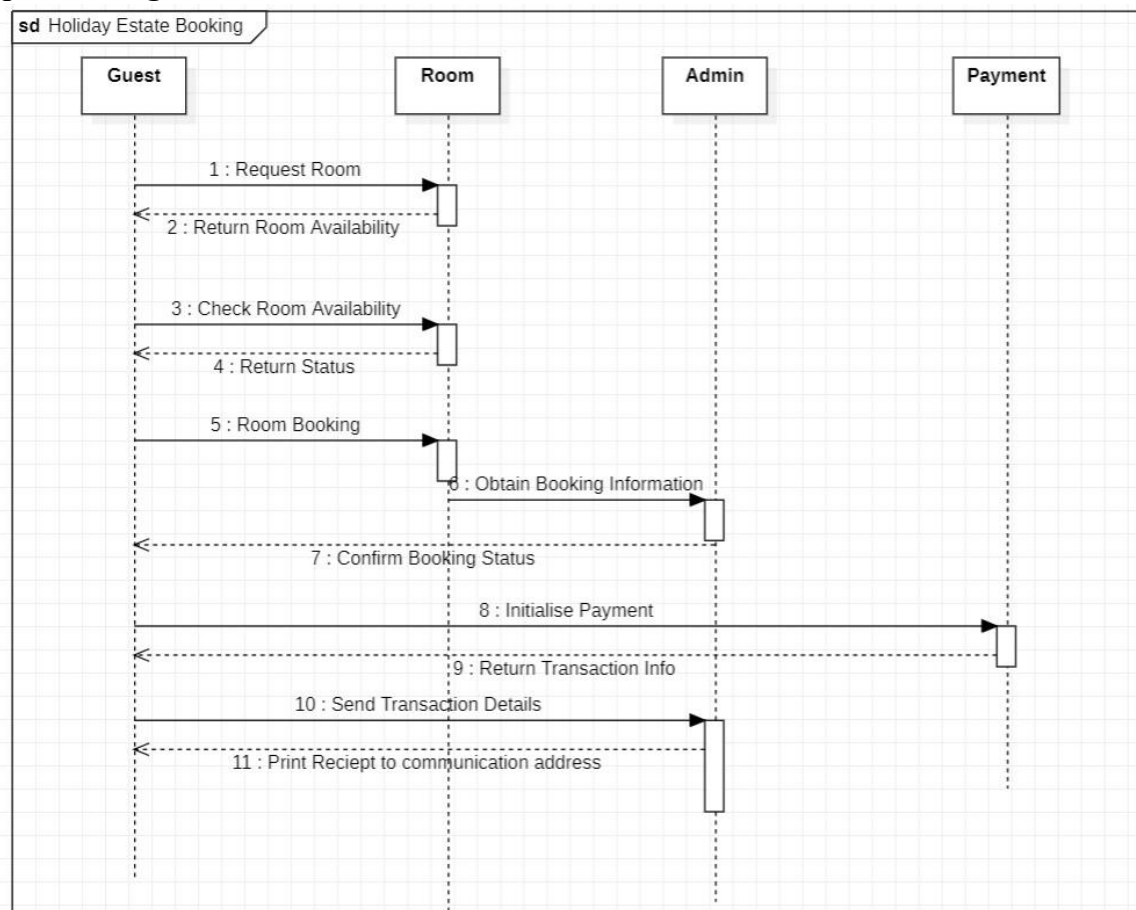 sd Holiday Estate Booking
Guest
Room
Admin
Payment
1 : Request Room
2 : Return Room Availability
3 : Check Room Availability
4 : Return Status
5 : Room Booking
6 : Obtain Booking Information
7 : Confirm Booking Status
8 : Initialise Payment
9 : Return Transaction Info
10 : Send Transaction Details
11 : Print Reciept to communication address